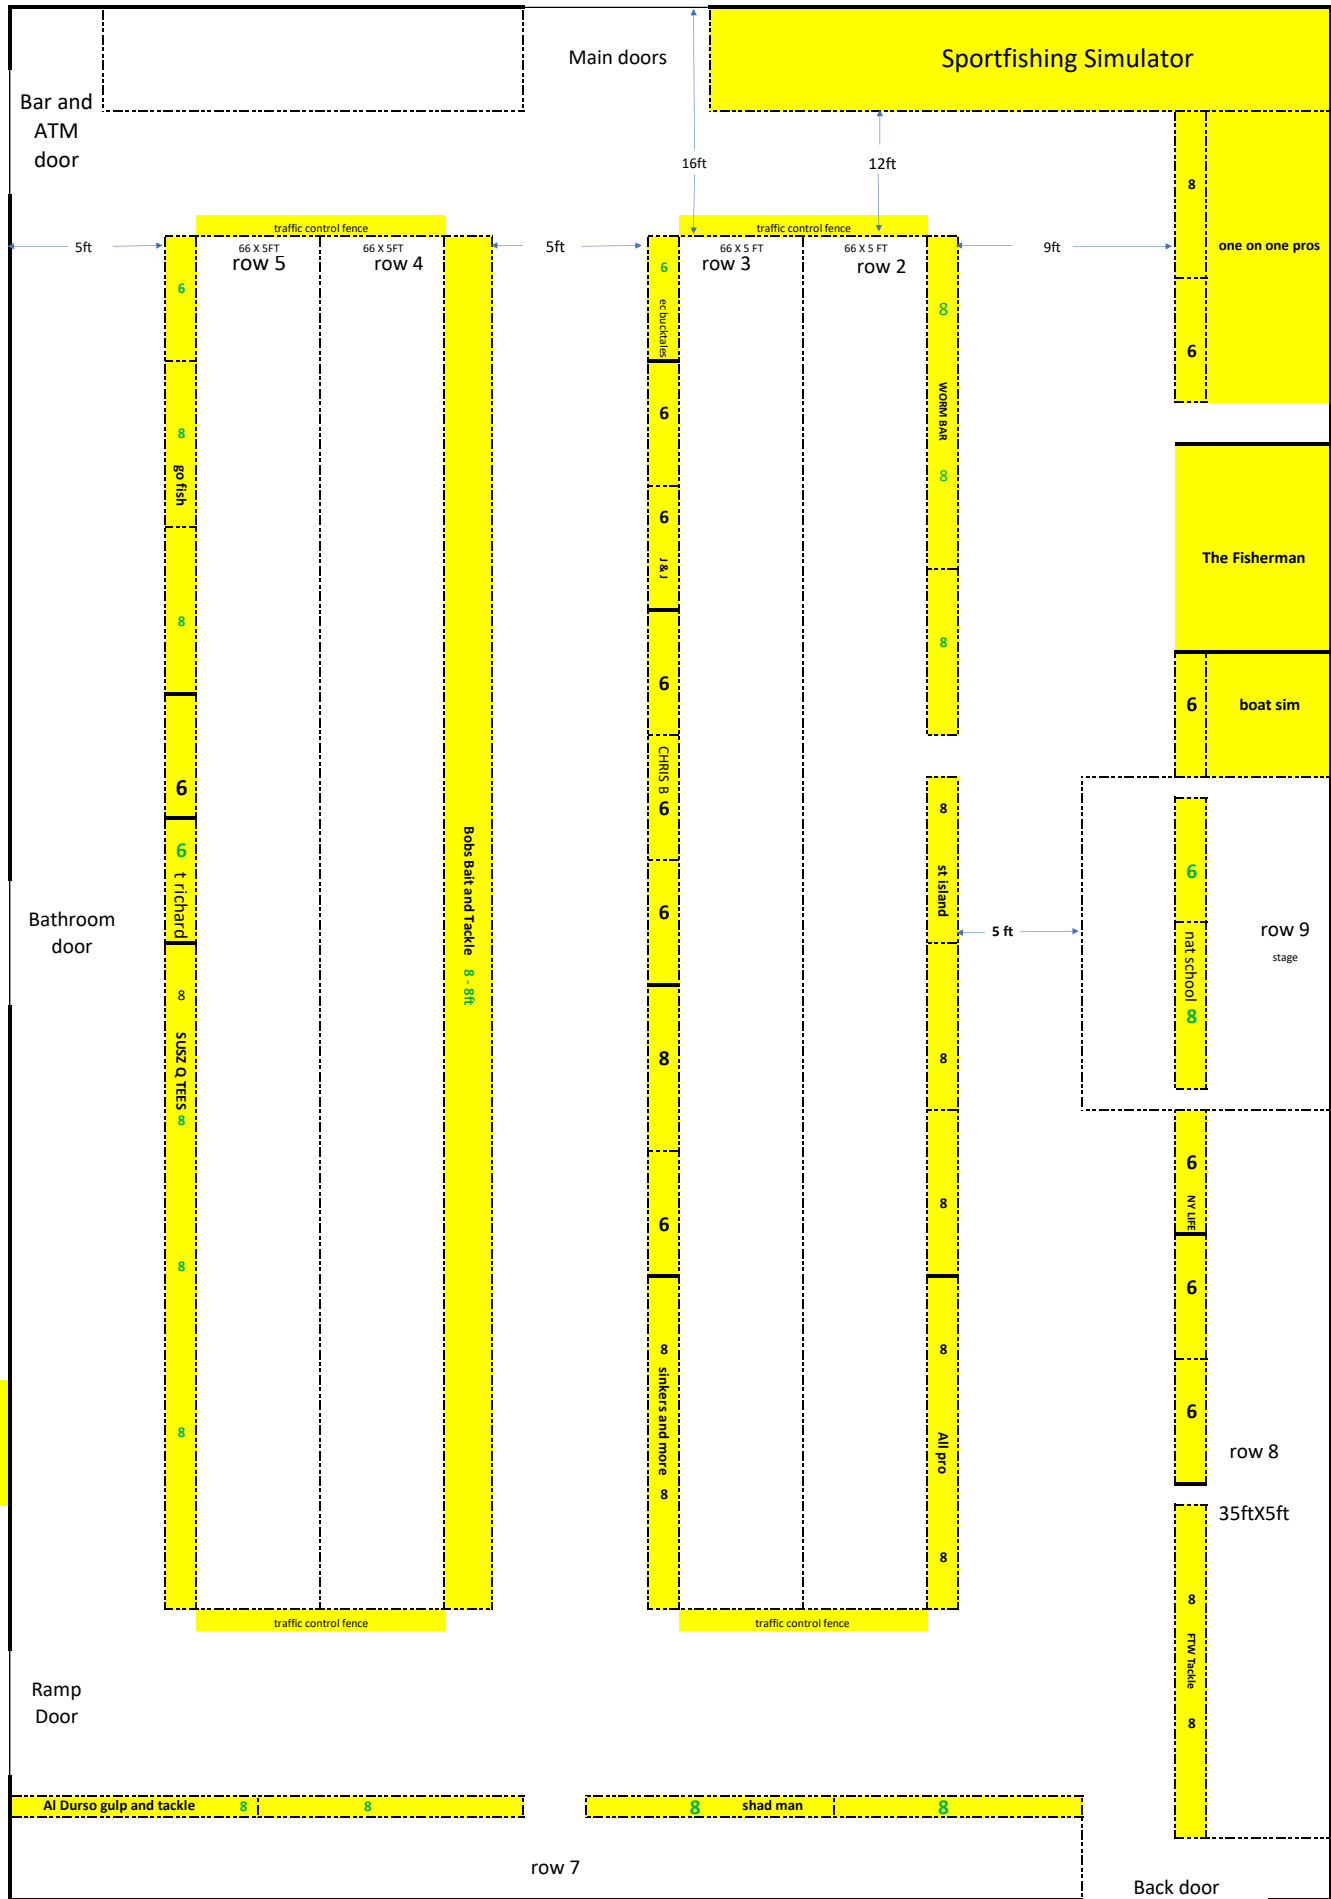 Main doors
Sportfishing Simulator
Bar and
ATM
door
16ft
12ft
8
one on one pros
6
traffic control fence
traffic control fence
5ft
5ft
9ft
66 X 5FT
row 5
66 X 5FT
row 4
66 X 5 FT
row 3
66 X 5 FT
row 2
6
8
go fish
8
6
6
t richard
8
SUSZ Q TEES
8
8
8
Bobs Bait and Tackle 8 - 8ft
6
ec bucktales
6
6
J & J
6
CHRIS B
6
6
8
6
8
sinkers and more
8
8
WORM BAR
8
8
8
st island
8
8
8
All pro
8
5 ft
The Fisherman
6
boat sim
6
nat school
8
row 9
stage
6
NY LIFE
6
6
row 8
35ftX5ft
8
FTW Tackle
8
Bathroom
door
traffic control fence
traffic control fence
Ramp
Door
Al Durso gulp and tackle 8
8
8 shad man
8
row 7
Back door